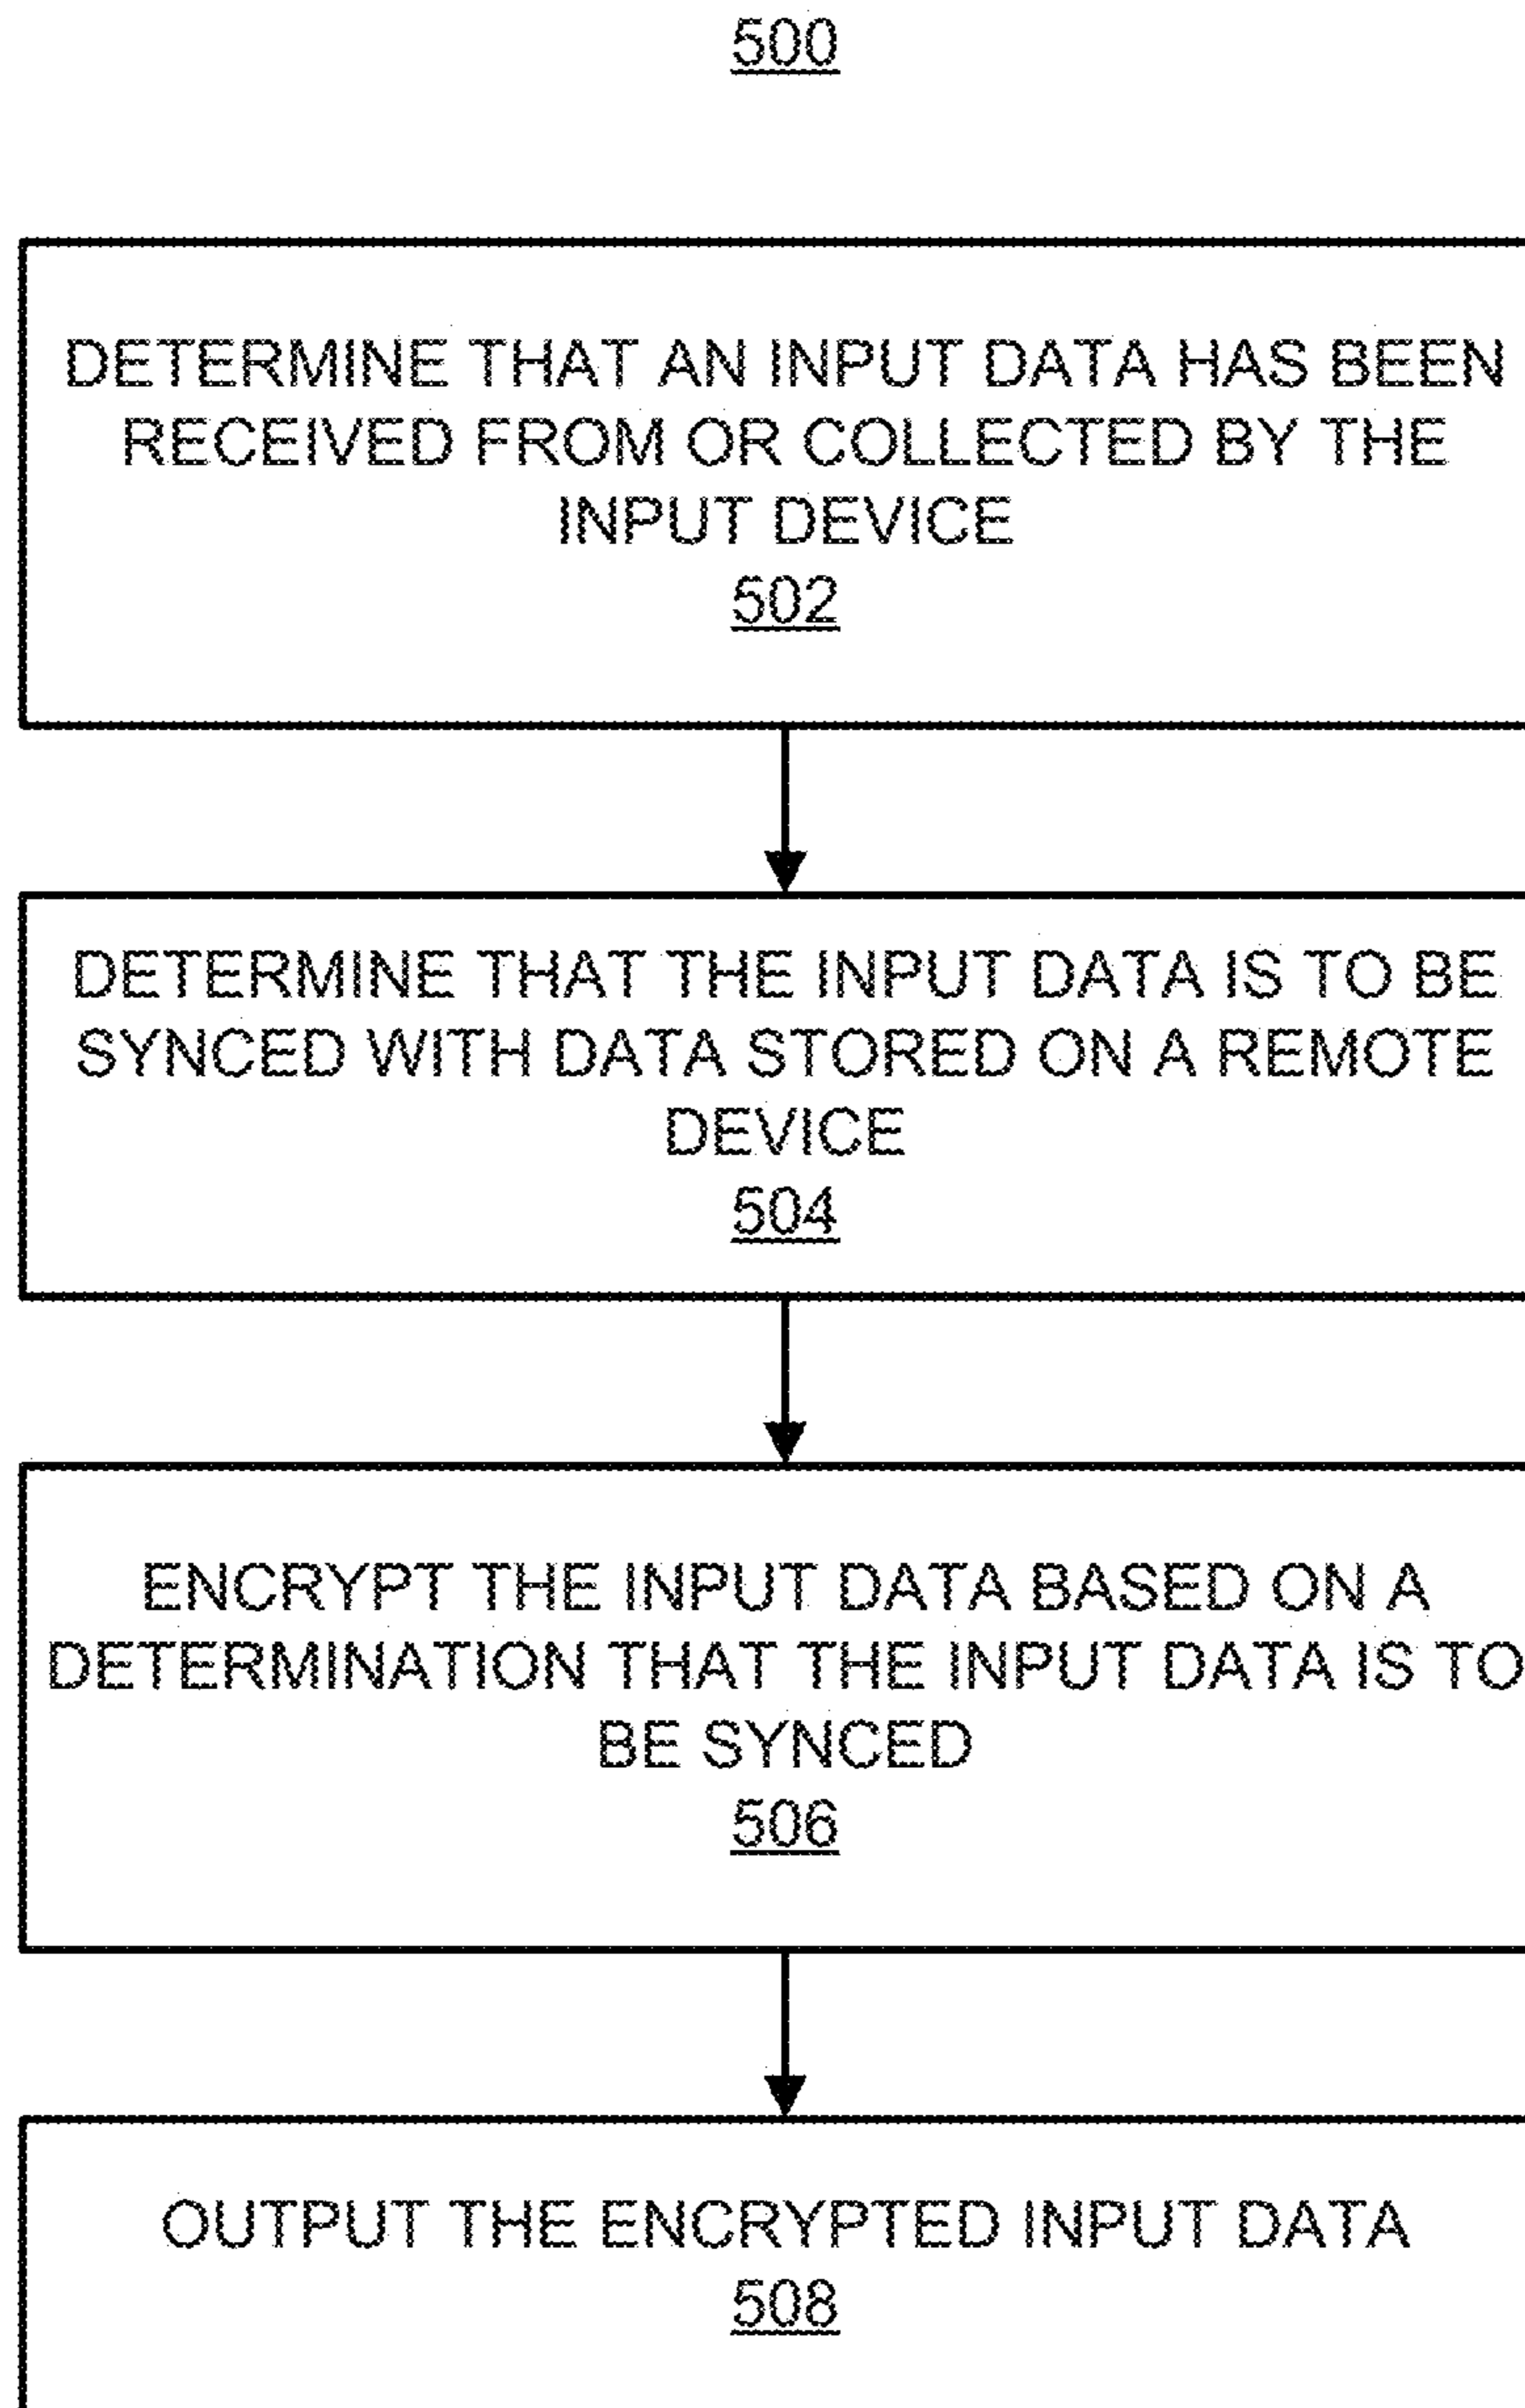 500
DETERMINE THAT AN INPUT DATA HAS BEEN
RECEIVED FROM OR COLLECTED BY THE
INPUT DEVICE
502
DETERMINE THAT THE INPUT DATA IS TO BE
SYNCED WITH DATA STORED ON A REMOTE
DEVICE
504
ENCRYPT THE INPUT DATA BASED ON A
DETERMINATION THAT THE INPUT DATA IS TO
BE SYNCED
506
OUTPUT THE ENCRYPTED INPUT DATA
508